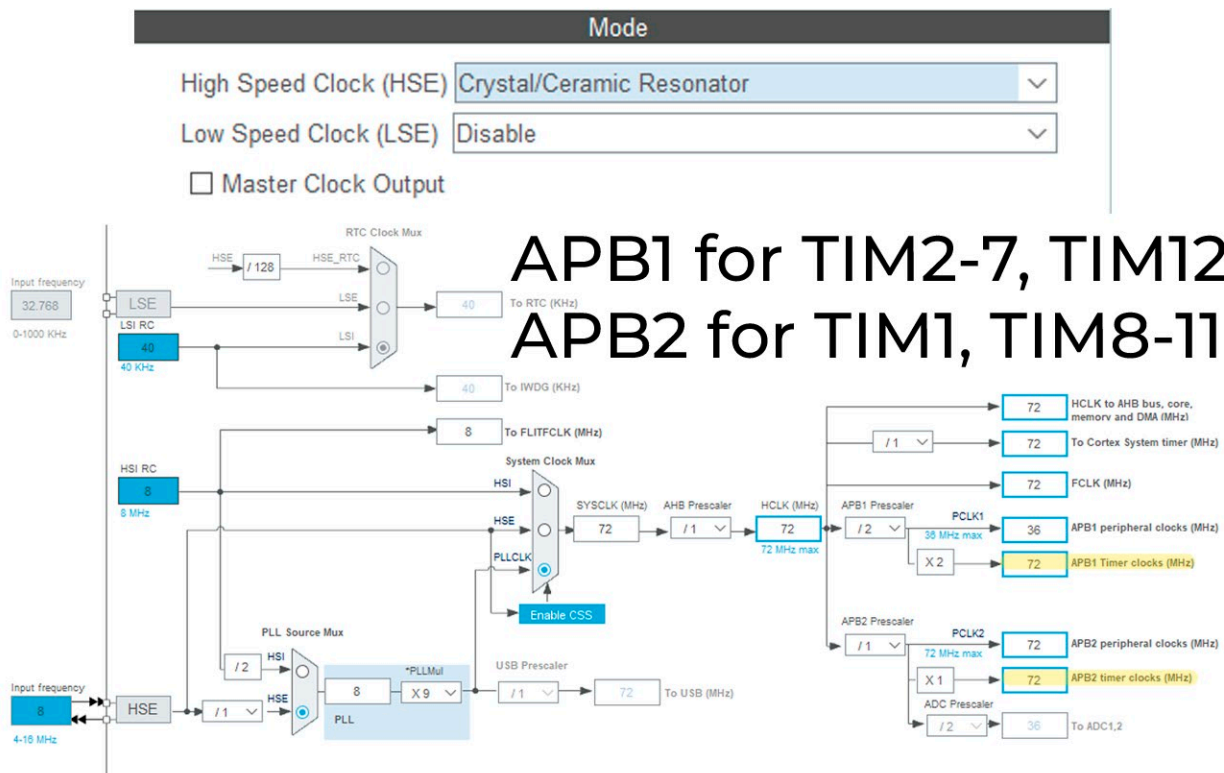 Mode
High Speed Clock (HSE) Crystal/Ceramic Resonator
Low Speed Clock (LSE) Disable
Master Clock Output
APB1 for TIM2-7, TIM12
APB2 for TIM1, TIM8-11
RTC Clock Mux
HSE / 128 HSE_RTC
Input frequency
32.768
0-1000 KHz
LSE
LSE
40 To RTC (KHz)
LSI RC
40
40 KHz
LSI
40 To IWDG (KHz)
8 To FLITFCLK (MHz)
HSI RC
8
8 MHz
System Clock Mux
HSI
HSE
PLLCLK
Enable CSS
SYSCLK (MHz)
72
AHB Prescaler
/ 1
HCLK (MHz)
72
72 MHz max
72 HCLK to AHB bus, core,
memory and DMA (MHz)
/ 1 72 To Cortex System timer (MHz)
72 FCLK (MHz)
APB1 Prescaler
/ 2
PCLK1
36 MHz max
36 APB1 peripheral clocks (MHz)
X 2 72 APB1 Timer clocks (MHz)
APB2 Prescaler
/ 1
PCLK2
72 MHz max
72 APB2 peripheral clocks (MHz)
X 1 72 APB2 timer clocks (MHz)
ADC Prescaler
/ 2 36 To ADC1,2
PLL Source Mux
/ 2 HSI
Input frequency
8
4-16 MHz
HSE
/ 1 HSE
8
PLL
*PLLMul
X 9
USB Prescaler
/ 1 72 To USB (MHz)